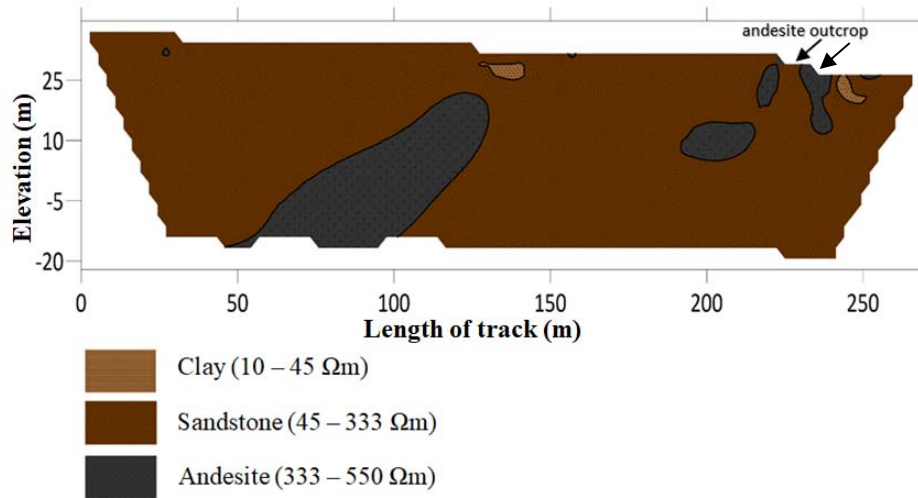 andesite outcrop
Elevation (m)
25
10
-5
-20
0 50 100 150 200 250
Length of track (m)
Clay (10 – 45 Ωm)
Sandstone (45 – 333 Ωm)
Andesite (333 – 550 Ωm)